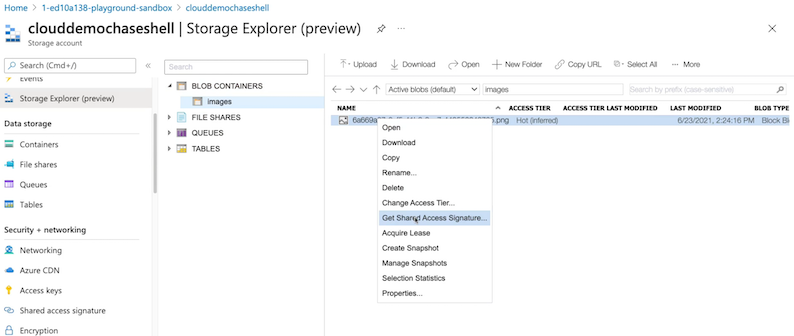 Home > 1-ed10a138-playground-sandbox > clouddemochaseshell
clouddemochaseshell | Storage Explorer (preview)
Storage account
Search (Cmd+/)
Events
Storage Explorer (preview)
Data storage
Containers
File shares
Queues
Tables
Security + networking
Networking
Azure CDN
Access keys
Shared access signature
Encryption
Search
BLOB CONTAINERS
images
FILE SHARES
QUEUES
TABLES
Upload Download Open New Folder Copy URL Select All ... More
Active blobs (default) images Search by prefix (case-sensitive)
NAME ACCESS TIER ACCESS TIER LAST MODIFIED LAST MODIFIED BLOB TYPE
.png Hot (inferred) 6/23/2021, 2:24:16 PM Block Bl
Open
Download
Copy
Rename...
Delete
Change Access Tier...
Get Shared Access Signature...
Acquire Lease
Create Snapshot
Manage Snapshots
Selection Statistics
Properties...